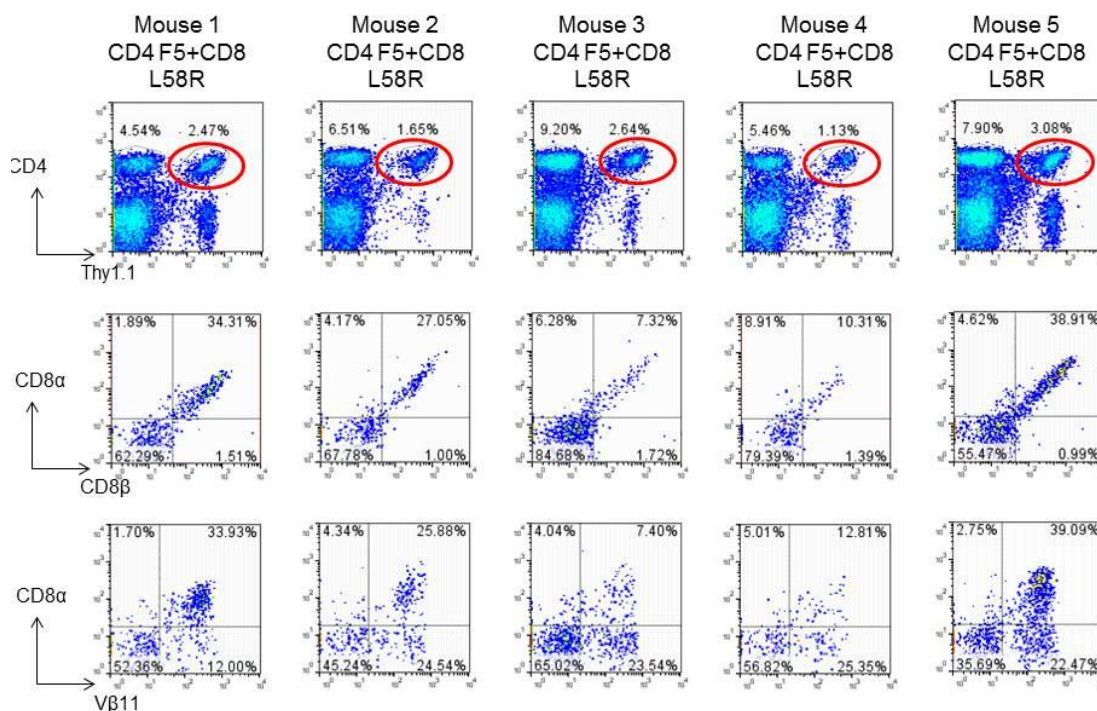 Mouse 1
CD4 F5+CD8
L58R
Mouse 2
CD4 F5+CD8
L58R
Mouse 3
CD4 F5+CD8
L58R
Mouse 4
CD4 F5+CD8
L58R
Mouse 5
CD4 F5+CD8
L58R
4.54% 2.47%
6.51% 1.65%
9.20% 2.64%
5.46% 1.13%
7.90% 3.08%
CD4
Thy1.1
1.89% 34.31%
4.17% 27.05%
6.28% 7.32%
8.91% 10.31%
4.62% 38.91%
CD8α
62.29% 1.51%
67.78% 1.00%
84.68% 1.72%
79.39% 1.39%
55.47% 0.99%
CD8β
1.70% 33.93%
4.34% 25.88%
4.04% 7.40%
5.01% 12.81%
2.75% 39.09%
CD8α
52.36% 12.00%
45.24% 24.54%
65.02% 23.54%
56.82% 25.35%
35.69% 22.47%
Vβ11